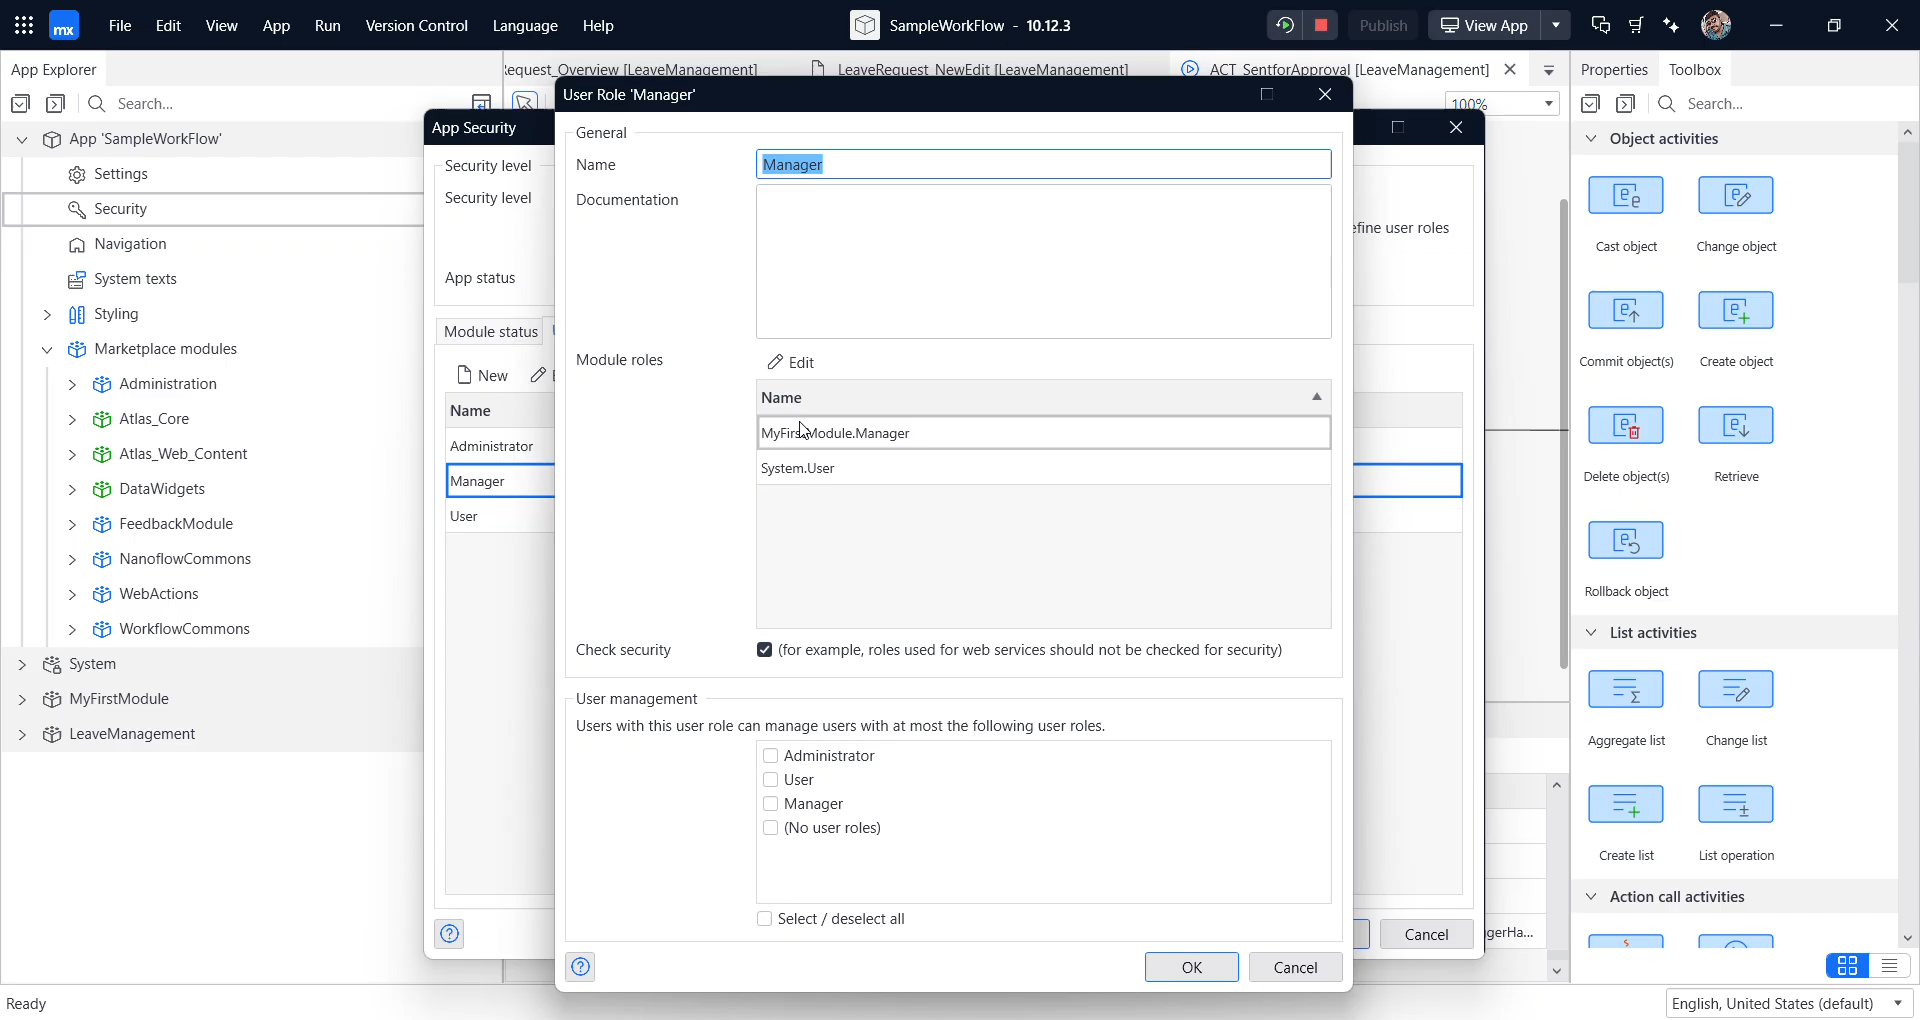 mx File Edit View App Run Version Control Language Help
SampleWorkFlow - 10.12.3
Publish View App
App Explorer
Search...
App 'SampleWorkFlow'
Settings
Security
Navigation
System texts
Styling
Marketplace modules
Administration
Atlas_Core
Atlas_Web_Content
DataWidgets
FeedbackModule
NanoflowCommons
WebActions
WorkflowCommons
System
MyFirstModule
LeaveManagement
equest_Overview [LeaveManagement]
LeaveRequest_NewEdit [LeaveManagement]
ACT_SentforApproval [LeaveManagement]
100%
App Security
Security level
Security level
efine user roles
App status
Module status
New
Name
Administrator
Manager
User
Cancel
gerHa...
User Role 'Manager'
General
Name
Manager
Documentation
Module roles
Edit
Name
MyFirstModule.Manager
System.User
Check security
(for example, roles used for web services should not be checked for security)
User management
Users with this user role can manage users with at most the following user roles.
Administrator
User
Manager
(No user roles)
Select / deselect all
OK Cancel
Properties Toolbox
Search...
Object activities
Cast object Change object
Commit object(s) Create object
Delete object(s) Retrieve
Rollback object
List activities
Aggregate list Change list
Create list List operation
Action call activities
Ready
English, United States (default)